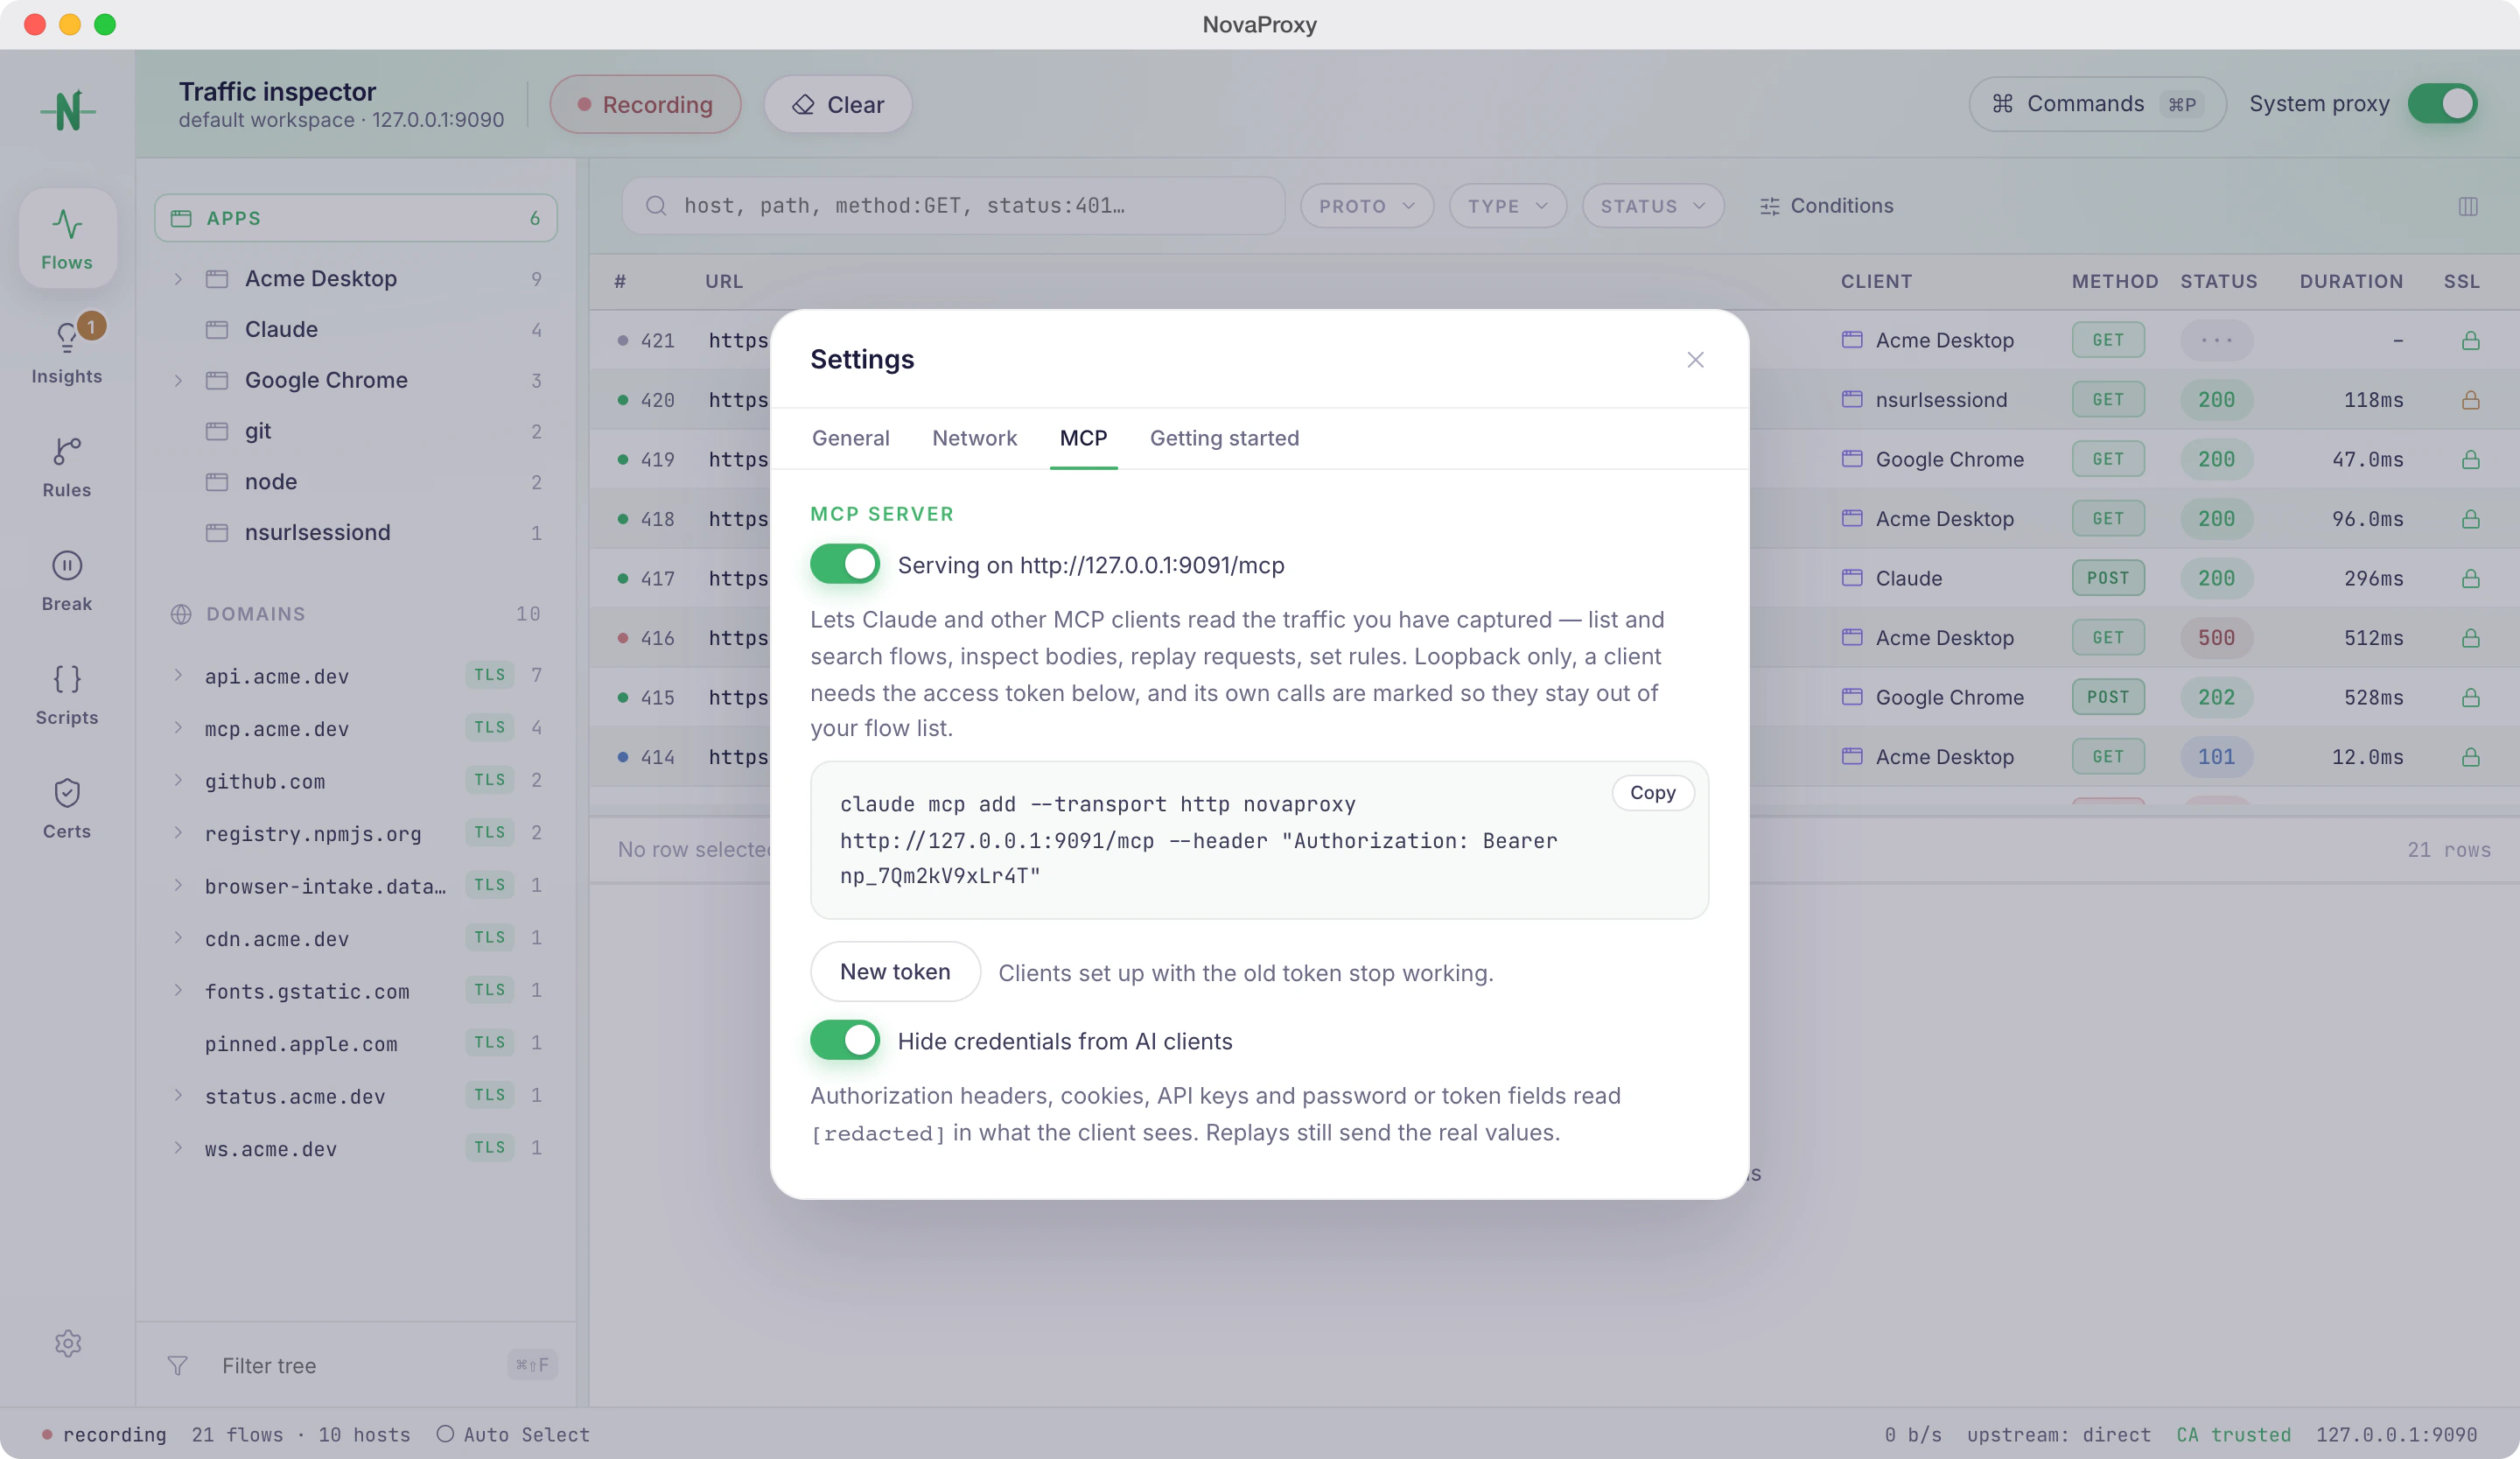 NovaProxy
Traffic inspector
default workspace · 127.0.0.1:9090
Recording
Clear
Commands ⌘P
System proxy
Flows
1
Insights
Rules
Break
Scripts
Certs
APPS 6
Acme Desktop 9
Claude 4
Google Chrome 3
git 2
node 2
nsurlsessiond 1
DOMAINS 10
api.acme.dev TLS 7
mcp.acme.dev TLS 4
github.com TLS 2
registry.npmjs.org TLS 2
browser-intake.data… TLS 1
cdn.acme.dev TLS 1
fonts.gstatic.com TLS 1
pinned.apple.com TLS 1
status.acme.dev TLS 1
ws.acme.dev TLS 1
Filter tree ⌘⇧F
host, path, method:GET, status:401…
PROTO
TYPE
STATUS
Conditions
# URL CLIENT METHOD STATUS DURATION SSL
421 https Acme Desktop GET ··· –
420 https nsurlsessiond GET 200 118ms
419 https Google Chrome GET 200 47.0ms
418 https Acme Desktop GET 200 96.0ms
417 https Claude POST 200 296ms
416 https Acme Desktop GET 500 512ms
415 https Google Chrome POST 202 528ms
414 https Acme Desktop GET 101 12.0ms
No row selected 21 rows
Settings
General Network MCP Getting started
MCP SERVER
Serving on http://127.0.0.1:9091/mcp
Lets Claude and other MCP clients read the traffic you have captured — list and
search flows, inspect bodies, replay requests, set rules. Loopback only, a client
needs the access token below, and its own calls are marked so they stay out of
your flow list.
Copy
claude mcp add --transport http novaproxy
http://127.0.0.1:9091/mcp --header "Authorization: Bearer
np_7Qm2kV9xLr4T"
New token
Clients set up with the old token stop working.
Hide credentials from AI clients
Authorization headers, cookies, API keys and password or token fields read
[redacted] in what the client sees. Replays still send the real values.
recording 21 flows · 10 hosts Auto Select
0 b/s upstream: direct CA trusted 127.0.0.1:9090